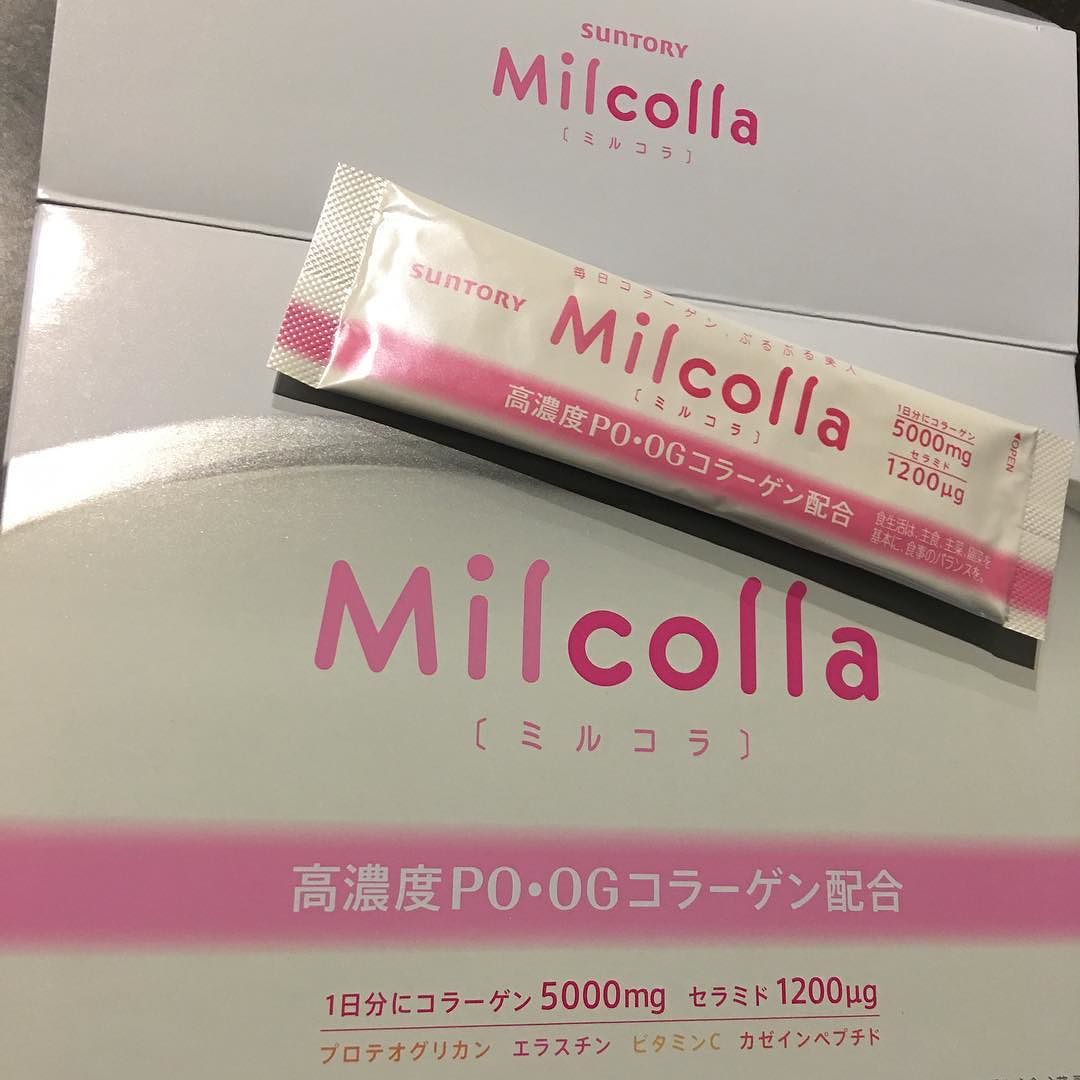 SUNTORY
Milcolla
〔ミルコラ〕
SUNTORY
毎日コラーゲン、ぷるぷる美人
Milcolla
〔ミルコラ〕
高濃度PO・OGコラーゲン配合
1日分にコラーゲン
5000mg
セラミド
1200μg
◀OPEN
食生活は、主食、主菜、副菜を
基本に、食事のバランスを。
Milcolla
〔ミルコラ〕
高濃度PO・OGコラーゲン配合
1日分にコラーゲン 5000mg セラミド 1200μg
プロテオグリカン エラスチン ビタミンC カゼインペプチド